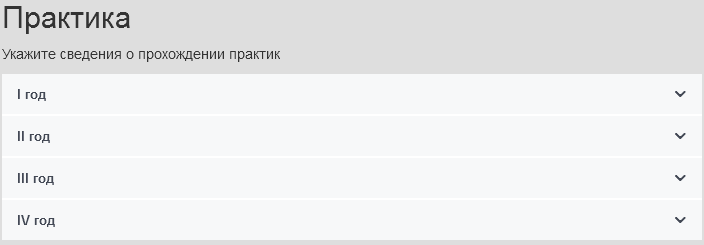 Практика
Укажите сведения о прохождении практик
I год
II год
III год
IV год